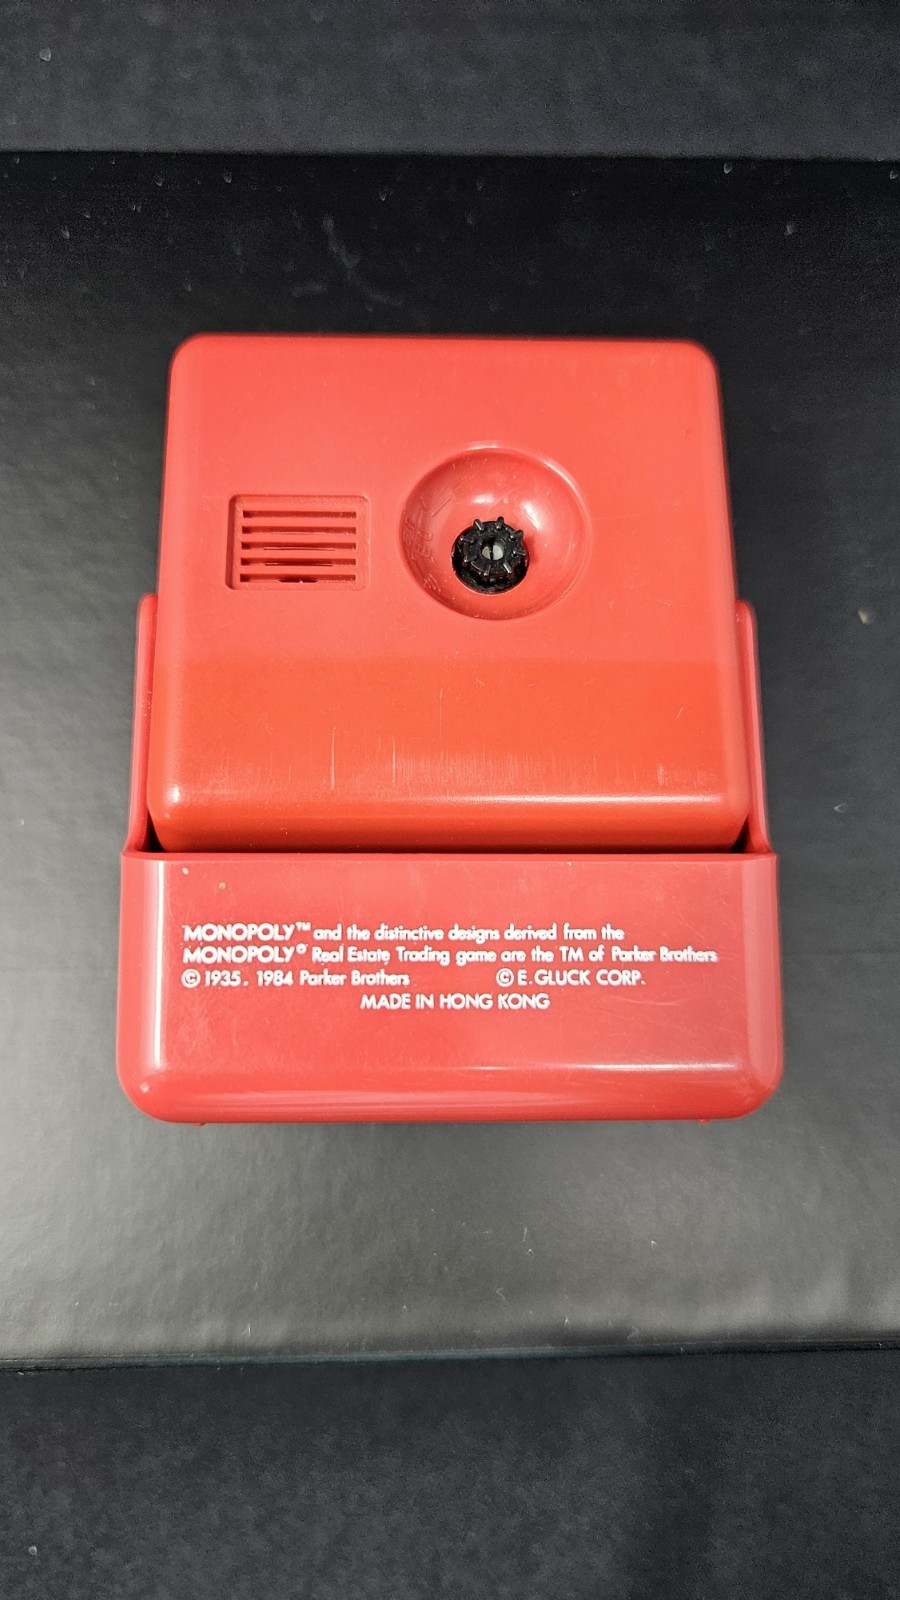 MONOPOLY™ and the distinctive designs derived from the
MONOPOLY® Real Estate Trading game are the TM of Parker Brothers
© 1935, 1984 Parker Brothers © E. GLUCK CORP.
MADE IN HONG KONG